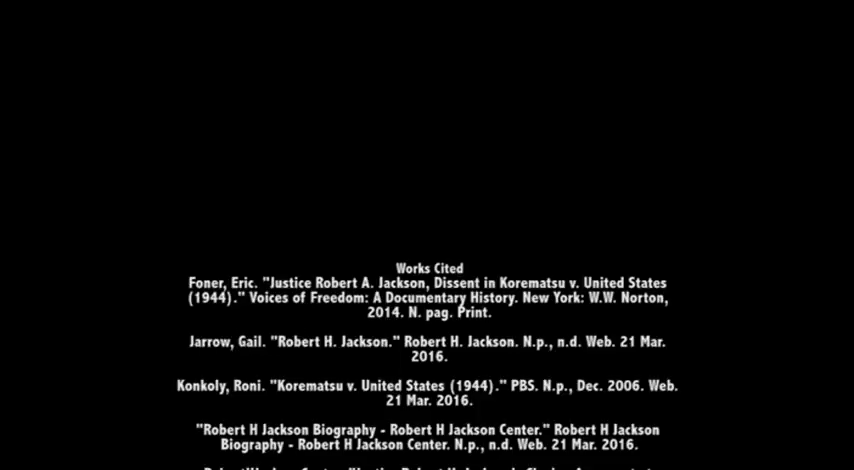 Works Cited
Foner, Eric. "Justice Robert A. Jackson, Dissent in Korematsu v. United States
(1944)." Voices of Freedom: A Documentary History. New York: W.W. Norton,
2014. N. pag. Print.
Jarrow, Gail. "Robert H. Jackson." Robert H. Jackson. N.p., n.d. Web. 21 Mar.
2016.
Konkoly, Roni. "Korematsu v. United States (1944)." PBS. N.p., Dec. 2006. Web.
21 Mar. 2016.
"Robert H Jackson Biography - Robert H Jackson Center." Robert H Jackson
Biography - Robert H Jackson Center. N.p., n.d. Web. 21 Mar. 2016.